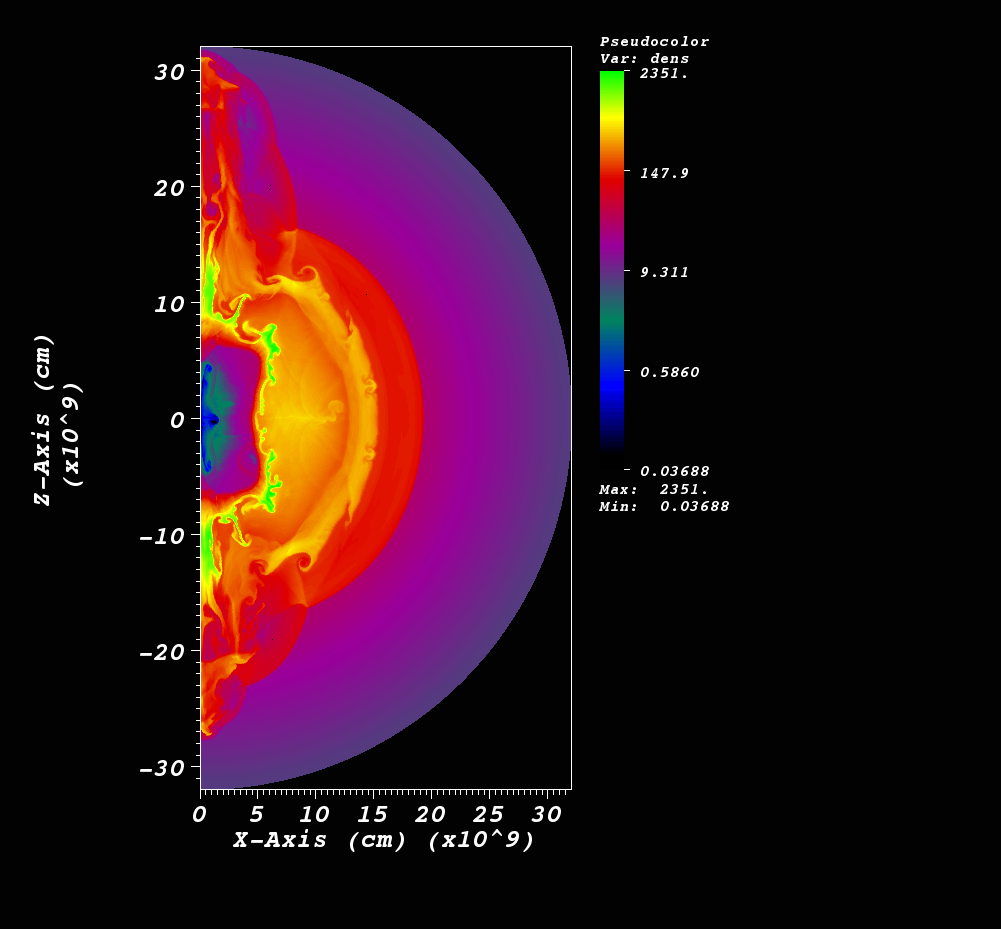 Pseudocolor
Var: dens
2351.
147.9
9.311
0.5860
0.03688
Max: 2351.
Min: 0.03688
30
20
10
0
-10
-20
-30
Z-Axis (cm)
(x10^9)
0 5 10 15 20 25 30
X-Axis (cm) (x10^9)